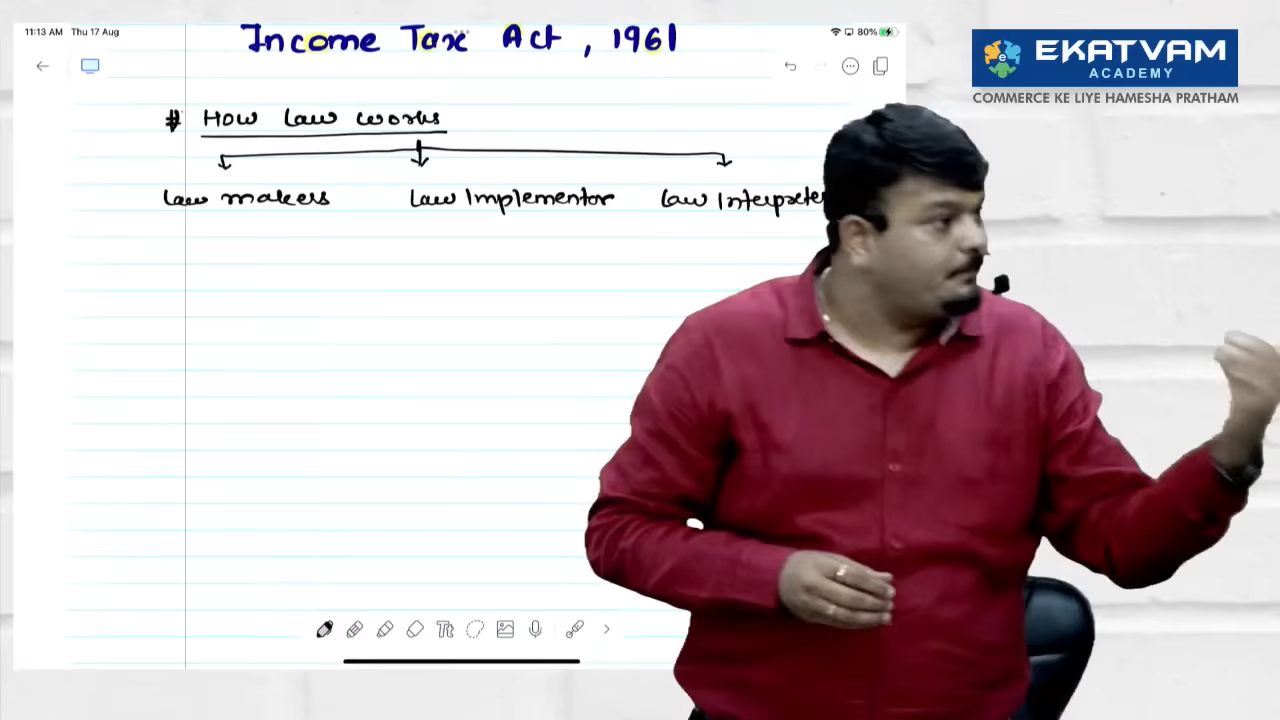 11:13 AM Thu 17 Aug
80%
Income Tax Act, 1961
EKATVAM
ACADEMY
COMMERCE KE LIYE HAMESHA PRATHAM
# How Law works
Law makers Law Implementor Law Interpreter
Tt